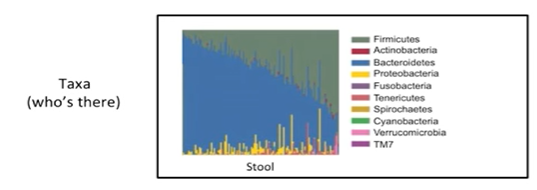 Taxa
(who's there)
Firmicutes
Actinobacteria
Bacteroidetes
Proteobacteria
Fusobacteria
Tenericutes
Spirochaetes
Cyanobacteria
Verrucomicrobia
TM7
Stool